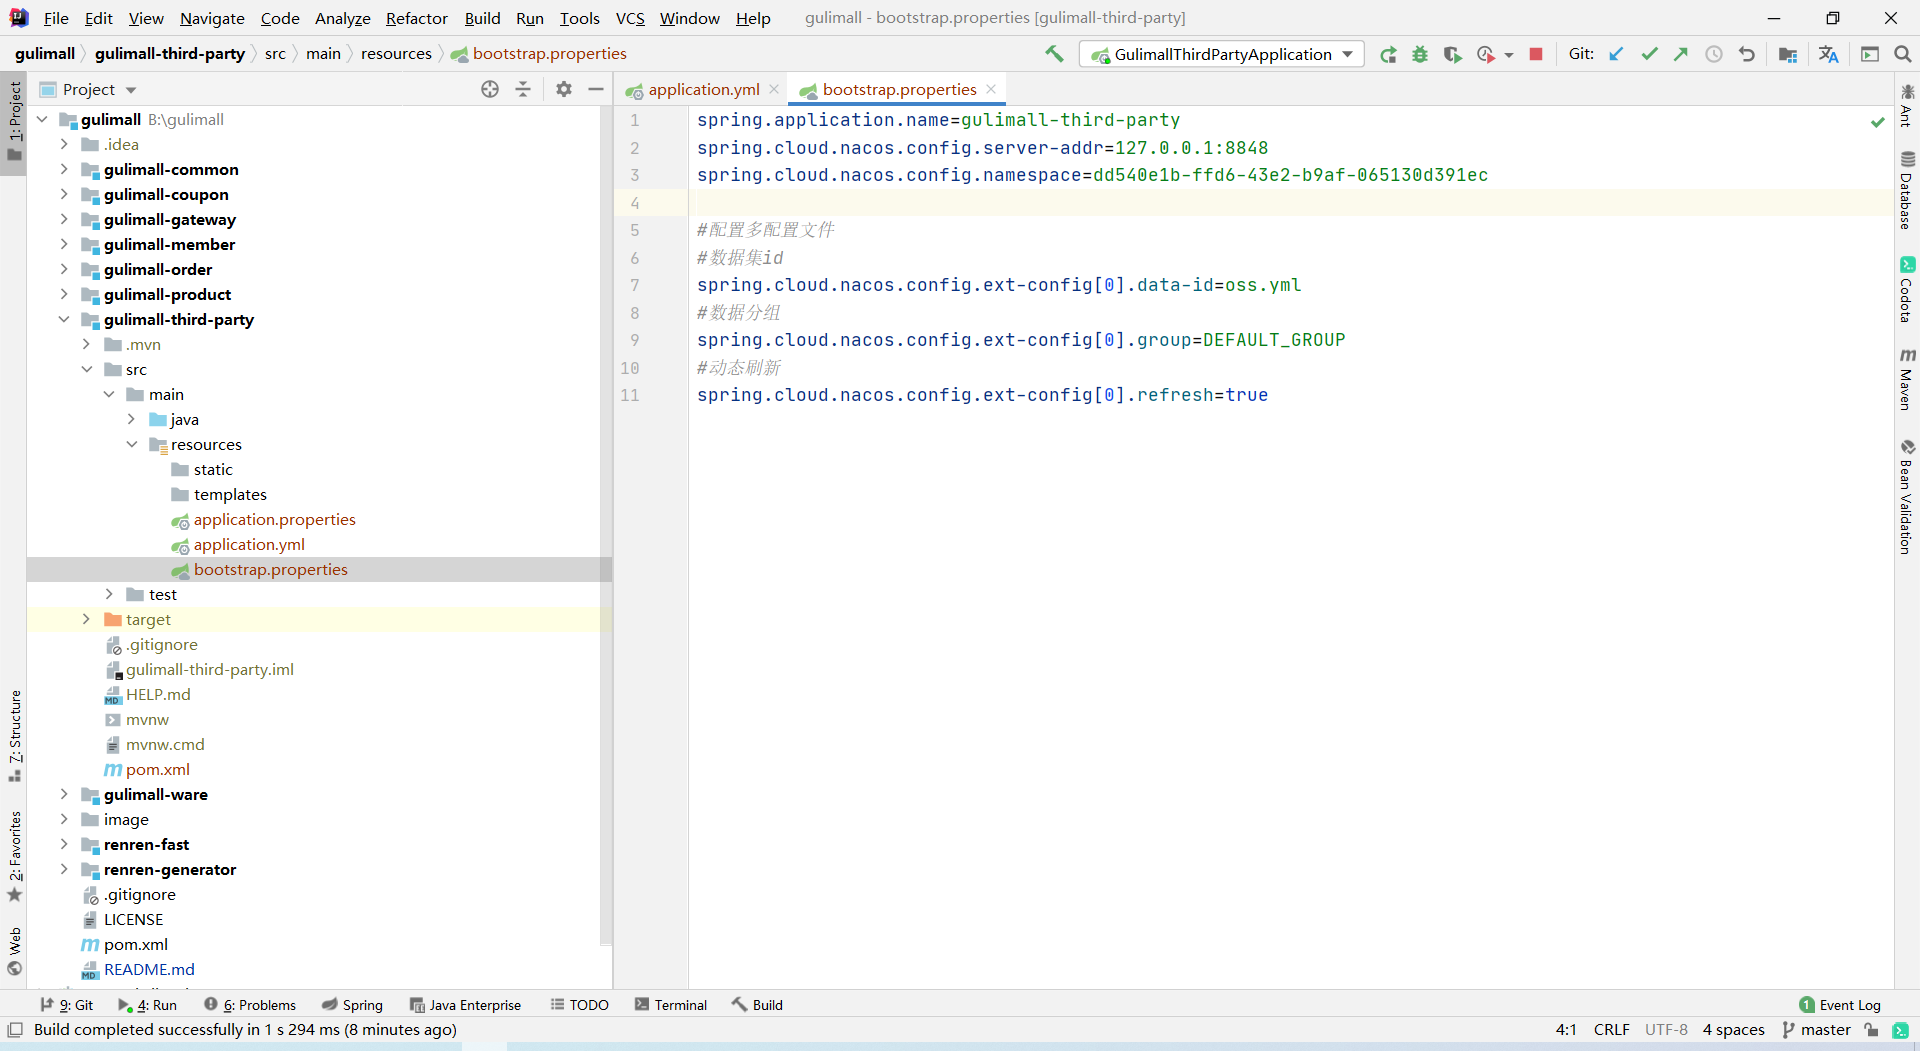 File Edit View Navigate Code Analyze Refactor Build Run Tools VCS Window Help gulimall - bootstrap.properties [gulimall-third-party]
gulimall gulimall-third-party src main resources bootstrap.properties GulimallThirdPartyApplication Git:
1: Project
7: Structure
2: Favorites
Web
Project
gulimall B:\gulimall
.idea
gulimall-common
gulimall-coupon
gulimall-gateway
gulimall-member
gulimall-order
gulimall-product
gulimall-third-party
.mvn
src
main
java
resources
static
templates
application.properties
application.yml
bootstrap.properties
test
target
.gitignore
gulimall-third-party.iml
HELP.md
mvnw
mvnw.cmd
pom.xml
gulimall-ware
image
renren-fast
renren-generator
.gitignore
LICENSE
pom.xml
README.md
application.yml bootstrap.properties
1 spring.application.name=gulimall-third-party
2 spring.cloud.nacos.config.server-addr=127.0.0.1:8848
3 spring.cloud.nacos.config.namespace=dd540e1b-ffd6-43e2-b9af-065130d391ec
4
5 #配置多配置文件
6 #数据集id
7 spring.cloud.nacos.config.ext-config[0].data-id=oss.yml
8 #数据分组
9 spring.cloud.nacos.config.ext-config[0].group=DEFAULT_GROUP
10 #动态刷新
11 spring.cloud.nacos.config.ext-config[0].refresh=true
Ant
Database
Codota
Maven
Bean Validation
9: Git 4: Run 6: Problems Spring Java Enterprise TODO Terminal Build 1 Event Log
Build completed successfully in 1 s 294 ms (8 minutes ago) 4:1 CRLF UTF-8 4 spaces master